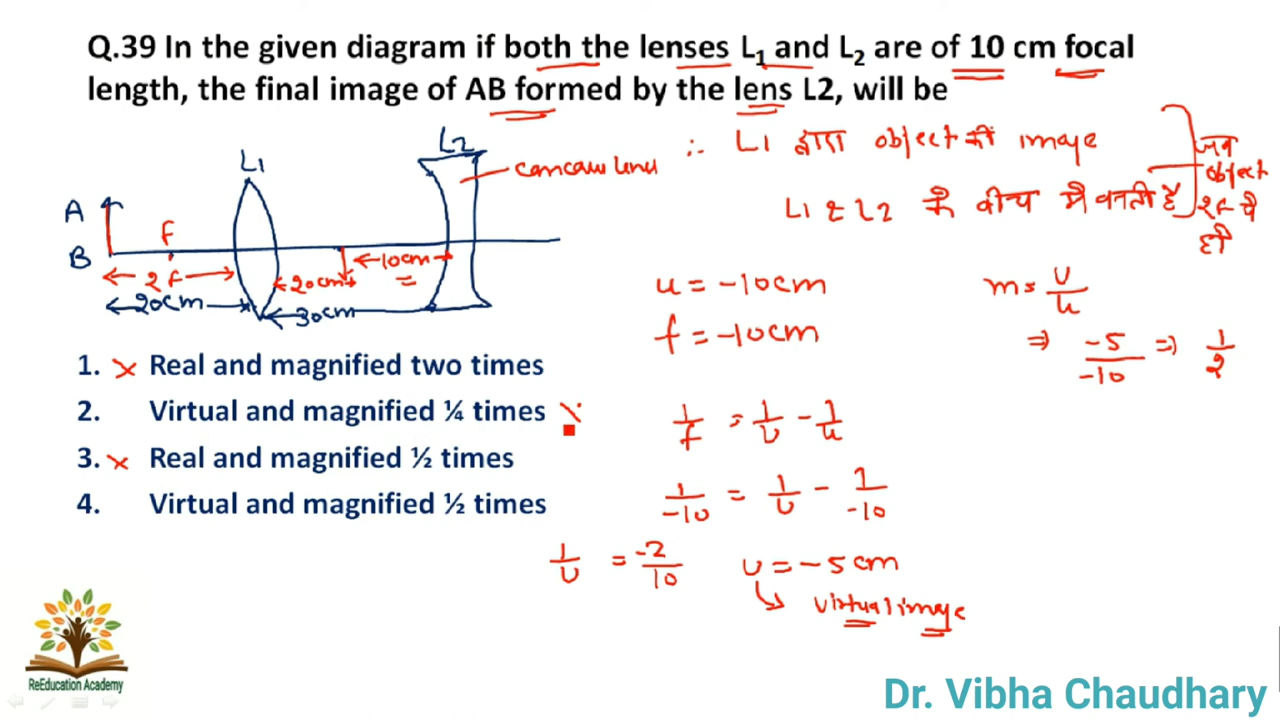 Q.39 In the given diagram if both the lenses L1 and L2 are of 10 cm focal
length, the final image of AB formed by the lens L2, will be
L1
L2
concave lens
A
B
f
2f
20cm
20cm
10cm
30cm
∴ L1 द्वारा object की image
L1 व L2 के बीच में बनती है
जब
object
2f पे
हो
u = -10cm
f = -10cm
m = v/u
⇒ -5/-10 ⇒ 1/2
1/f = 1/v - 1/u
1/-10 = 1/v - 1/-10
1/v = -2/10
v = -5cm
↳ virtual image
1. × Real and magnified two times
2. Virtual and magnified ¼ times ×
3. × Real and magnified ½ times
4. Virtual and magnified ½ times
ReEducation Academy
Dr. Vibha Chaudhary